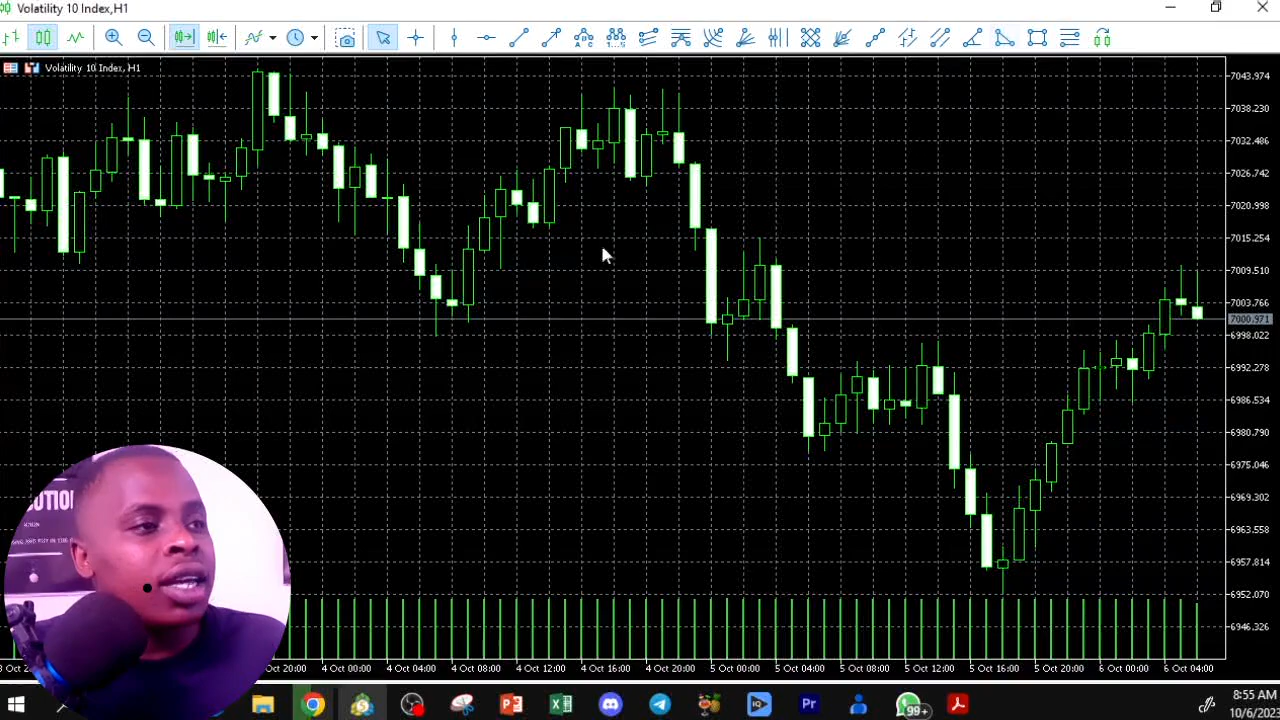 Volatility 10 Index,H1
Volatility 10 Index, H1
7043.974
7038.230
7032.486
7026.742
7020.998
7015.254
7009.510
7003.766
7000.971
6998.022
6992.278
6986.534
6980.790
6975.046
6969.302
6963.558
6957.814
6952.070
6946.326
Oct 20:00
4 Oct 00:00
4 Oct 04:00
4 Oct 08:00
4 Oct 12:00
4 Oct 16:00
4 Oct 20:00
5 Oct 00:00
5 Oct 04:00
5 Oct 08:00
5 Oct 12:00
5 Oct 16:00
5 Oct 20:00
6 Oct 00:00
6 Oct 04:00
99+
8:55 AM
10/6/2023